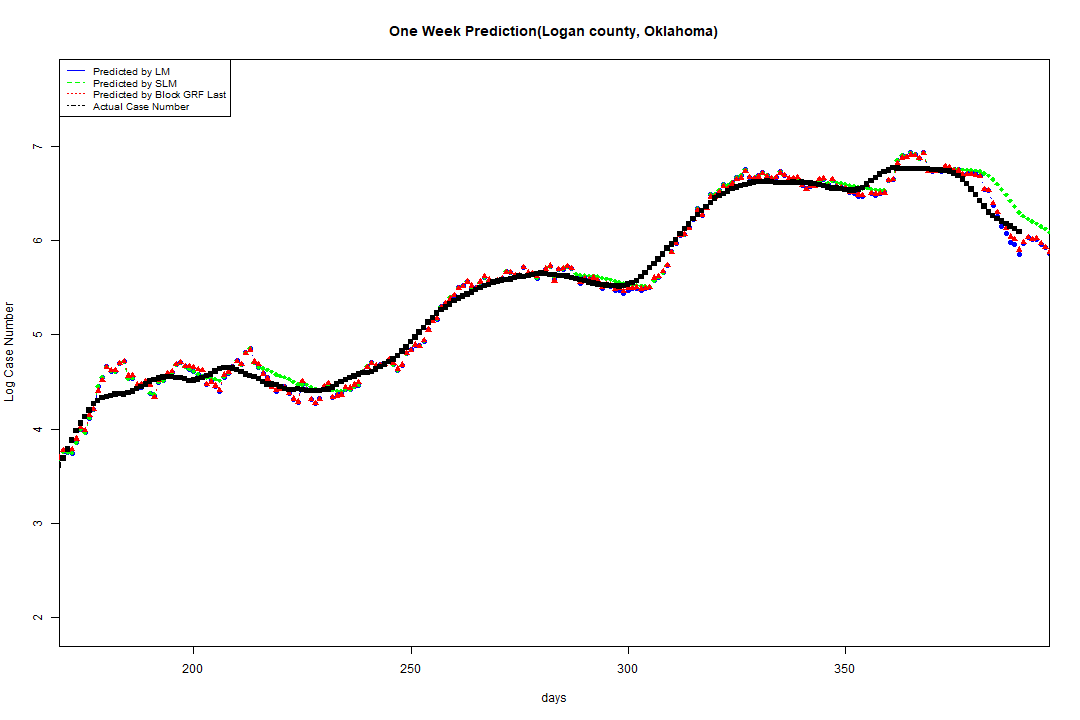 One Week Prediction(Logan county, Oklahoma)
Predicted by LM
Predicted by SLM
Predicted by Block GRF Last
Actual Case Number
7
6
5
4
3
2
Log Case Number
200 250 300 350
days